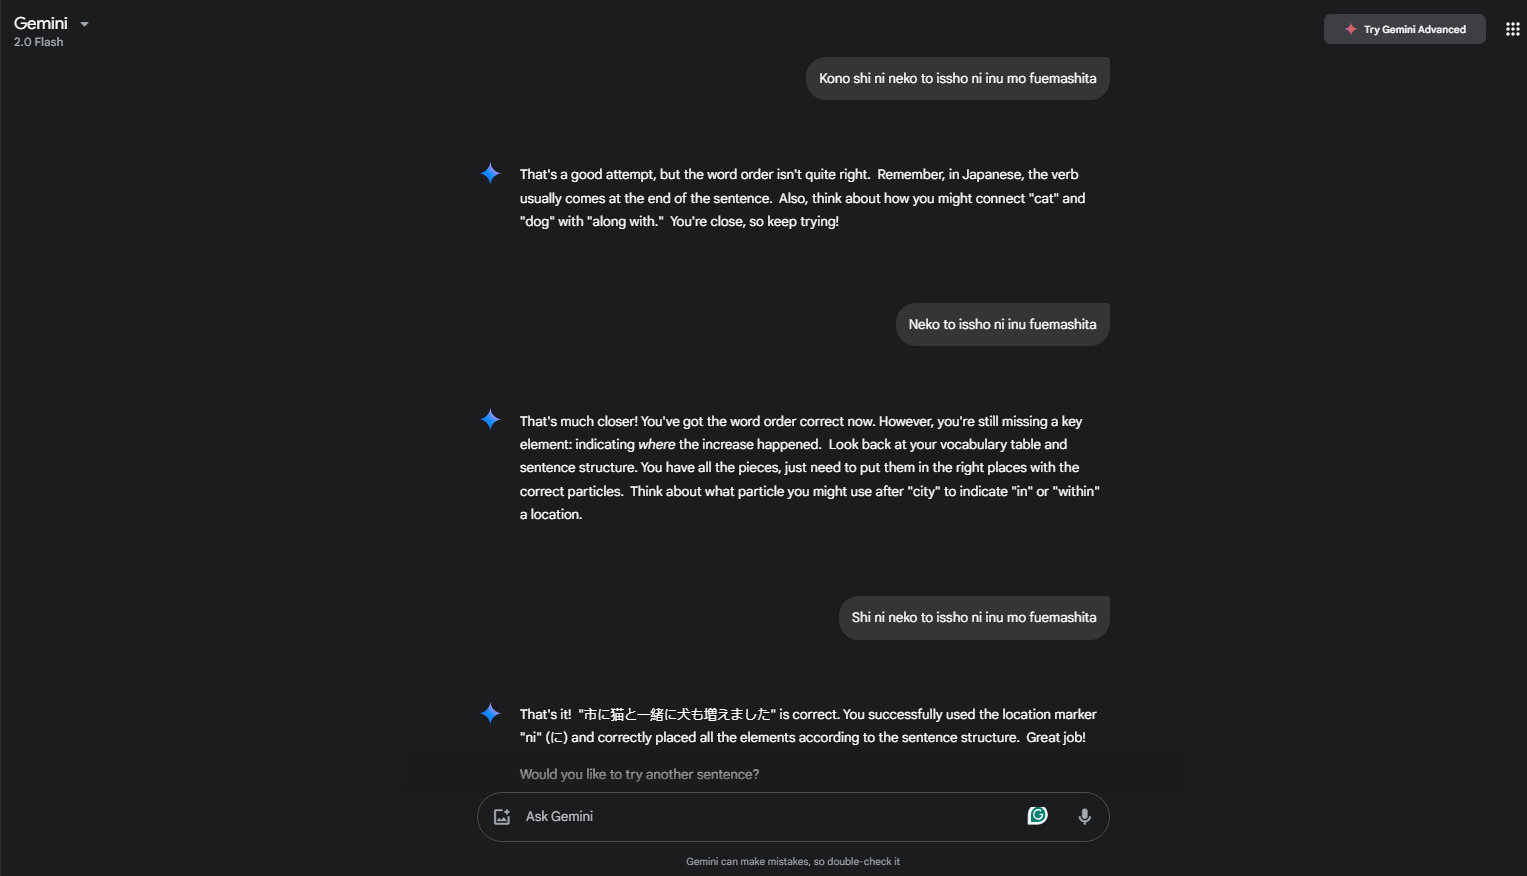 Gemini
2.0 Flash
Try Gemini Advanced
Kono shi ni neko to issho ni inu mo fuemashita
That's a good attempt, but the word order isn't quite right.  Remember, in Japanese, the verb
usually comes at the end of the sentence.  Also, think about how you might connect "cat" and
"dog" with "along with."  You're close, so keep trying!
Neko to issho ni inu fuemashita
That's much closer! You've got the word order correct now. However, you're still missing a key
element: indicating where the increase happened.  Look back at your vocabulary table and
sentence structure. You have all the pieces, just need to put them in the right places with the
correct particles.  Think about what particle you might use after "city" to indicate "in" or "within"
a location.
Shi ni neko to issho ni inu mo fuemashita
That's it!  "市に猫と一緒に犬も増えました" is correct. You successfully used the location marker
"ni" (に) and correctly placed all the elements according to the sentence structure.  Great job!
Would you like to try another sentence?
Ask Gemini
Gemini can make mistakes, so double-check it